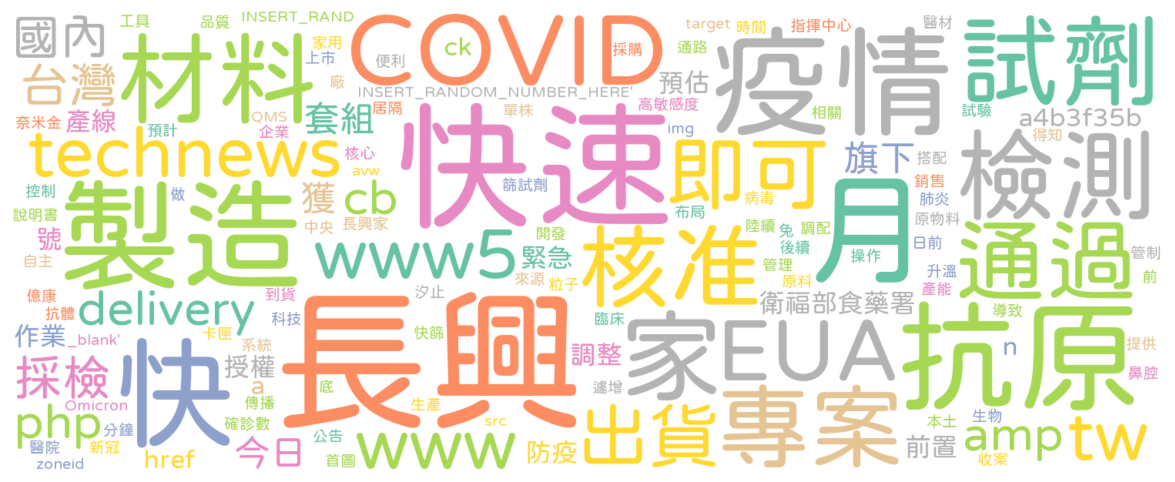 國內
工具
品質
INSERT_RAND
COVID
ck
採購
target
時間
指揮中心
醫材
試劑
材料
家用
上市
廠
便利
通路
疫情
台灣
INSERT_RANDOM_NUMBER_HERE'
預估
試驗
奈米金
產線
預計
QMS
企業
居隔
套組
單株
高敏感度
相關
a4b3f35b
technews
核心
avw
快速
img
即可
旗下
搭配
得知
檢測
控制
製造
做
獲
cb
篩試劑
病毒
月
銷售
肺炎
說明書
中央
長興家
布局
陸續
兔
調配
原物料
號
www5
緊急
開發
核准
後續
日前
通過
管制
自主
來源
粒子
管理
操作
升溫
前
億康
抗體
delivery
到貨
汐止
原料
衛福部食藥署
產能
作業
_blank'
卡匣
科技
長興
快篩
臨床
家
EUA
抗原
導致
採檢
快
系統
授權
調整
n
提供
a
底
遽增
鼻腔
Omicron
傳播
生產
專案
php
分鐘
確診數
src
出貨
本土
生物
醫院
新冠
今日
公告
www
防疫
前置
amp
tw
zoneid
href
首圖
收案